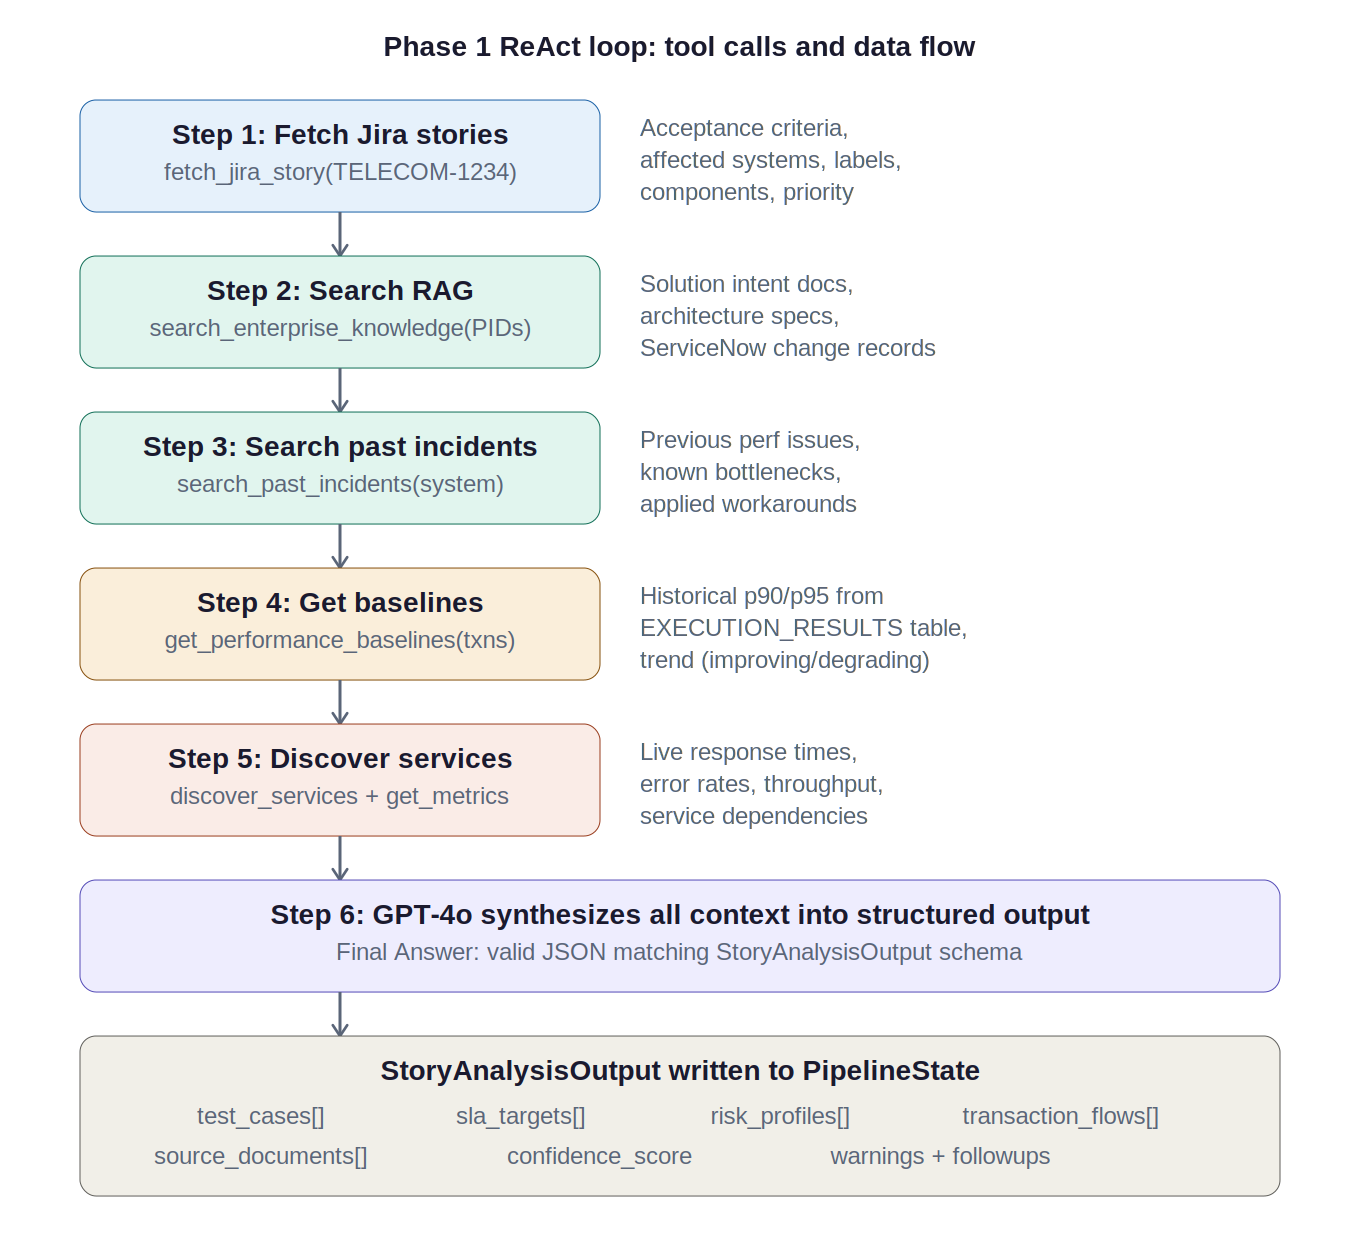 Phase 1 ReAct loop: tool calls and data flow
Step 1: Fetch Jira stories
fetch_jira_story(TELECOM-1234)
Acceptance criteria,
affected systems, labels,
components, priority
Step 2: Search RAG
search_enterprise_knowledge(PIDs)
Solution intent docs,
architecture specs,
ServiceNow change records
Step 3: Search past incidents
search_past_incidents(system)
Previous perf issues,
known bottlenecks,
applied workarounds
Step 4: Get baselines
get_performance_baselines(txns)
Historical p90/p95 from
EXECUTION_RESULTS table,
trend (improving/degrading)
Step 5: Discover services
discover_services + get_metrics
Live response times,
error rates, throughput,
service dependencies
Step 6: GPT-4o synthesizes all context into structured output
Final Answer: valid JSON matching StoryAnalysisOutput schema
StoryAnalysisOutput written to PipelineState
test_cases[] sla_targets[] risk_profiles[] transaction_flows[]
source_documents[] confidence_score warnings + followups